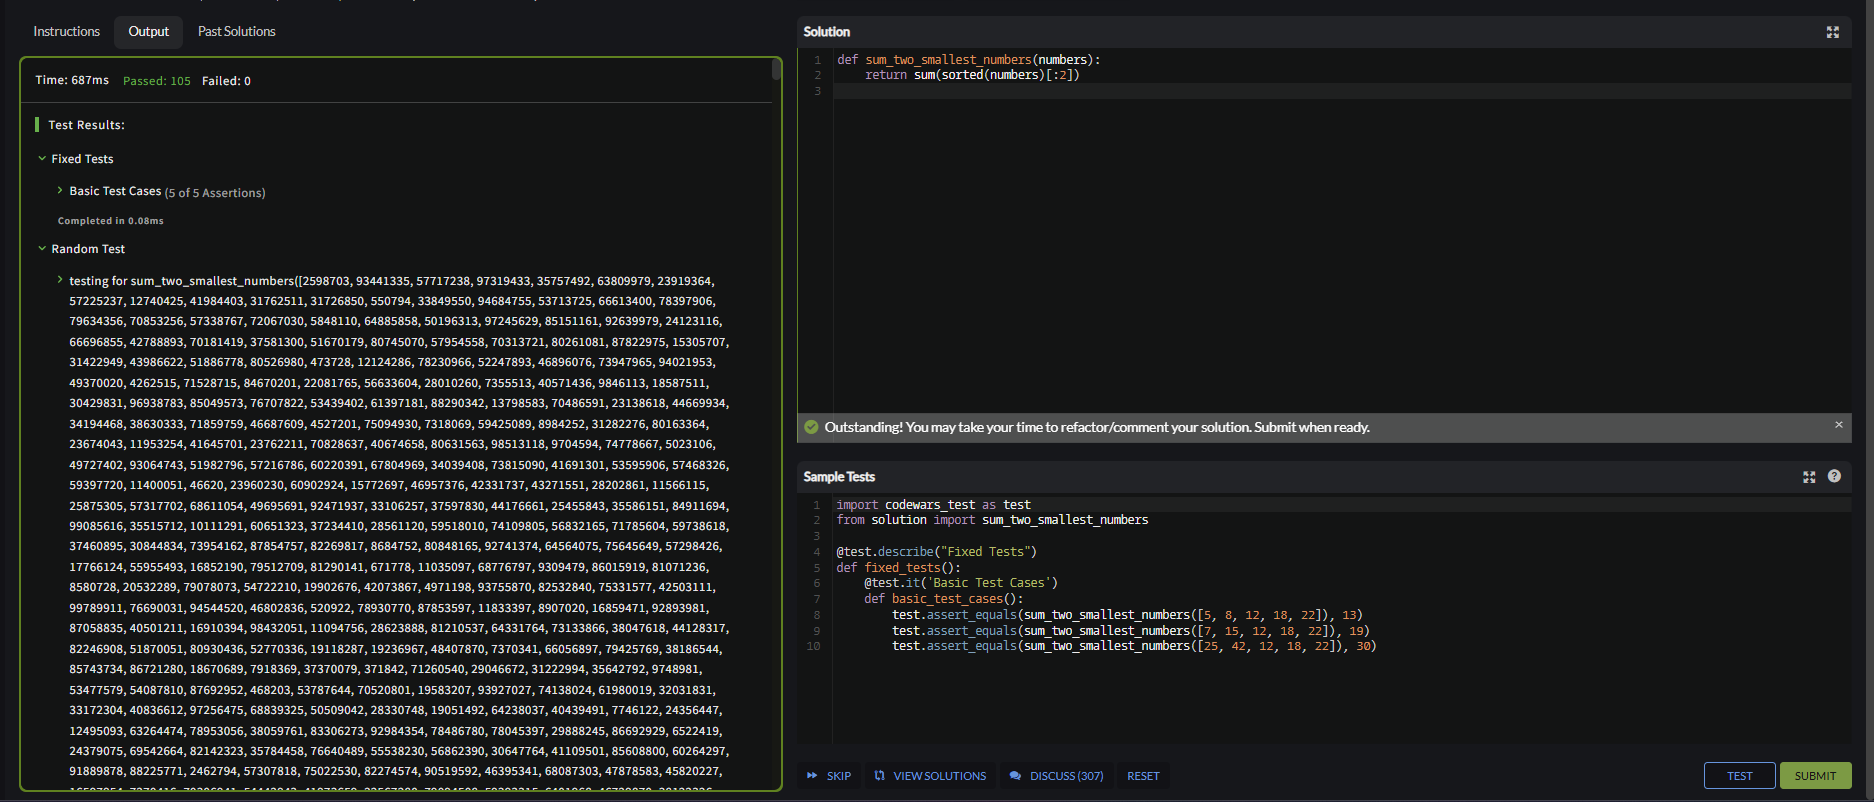 Instructions
Output
Past Solutions
Time: 687ms
Passed: 105
Failed: 0
Test Results:
Fixed Tests
Basic Test Cases (5 of 5 Assertions)
Completed in 0.08ms
Random Test
testing for sum_two_smallest_numbers([2598703, 93441335, 57717238, 97319433, 35757492, 63809979, 23919364,
57225237, 12740425, 41984403, 31762511, 31726850, 550794, 33849550, 94684755, 53713725, 66613400, 78397906,
79634356, 70853256, 57338767, 72067030, 5848110, 64885858, 50196313, 97245629, 85151161, 92639979, 24123116,
66696855, 42788893, 70181419, 37581300, 51670179, 80745070, 57954558, 70313721, 80261081, 87822975, 15305707,
31422949, 43986622, 51886778, 80526980, 473728, 12124286, 78230966, 52247893, 46896076, 73947965, 94021953,
49370020, 4262515, 71528715, 84670201, 22081765, 56633604, 28010260, 7355513, 40571436, 9846113, 18587511,
30429831, 96938783, 85049573, 76707822, 53439402, 61397181, 88290342, 13798583, 70486591, 23138618, 44669934,
34194468, 38630333, 71859759, 46687609, 4527201, 75094930, 7318069, 59425089, 8984252, 31282276, 80163364,
23674043, 11953254, 41645701, 23762211, 70828637, 40674658, 80631563, 98513118, 9704594, 74778667, 5023106,
49727402, 93064743, 51982796, 57216786, 60220391, 67804969, 34039408, 73815090, 41691301, 53595906, 57468326,
59397720, 11400051, 46620, 23960230, 60902924, 15772697, 46957376, 42331737, 43271551, 28202861, 11566115,
25875305, 57317702, 68611054, 49695691, 92471937, 33106257, 37597830, 44176661, 25455843, 35586151, 84911694,
99085616, 35515712, 10111291, 60651323, 37234410, 28561120, 59518010, 74109805, 56832165, 71785604, 59738618,
37460895, 30844834, 73954162, 87854757, 82269817, 8684752, 80848165, 92741374, 64564075, 75645649, 57298426,
17766124, 55955493, 16852190, 79512709, 81290141, 671778, 11035097, 68776797, 9309479, 86015919, 81071236,
8580728, 20532289, 79078073, 54722210, 19902676, 42073867, 4971198, 93755870, 82532840, 75331577, 42503111,
99789911, 76690031, 94544520, 46802836, 520922, 78930770, 87853597, 11833397, 8907020, 16859471, 92893981,
87058835, 40501211, 16910394, 98432051, 11094756, 28623888, 81210537, 64331764, 73133866, 38047618, 44128317,
82246908, 51870051, 80930436, 52770336, 19118287, 19236967, 48407870, 7370341, 66056897, 79425769, 38186544,
85743734, 86721280, 18670689, 7918369, 37370079, 371842, 71260540, 29046672, 31222994, 35642792, 9748981,
53477579, 54087810, 87692952, 468203, 53787644, 70520801, 19583207, 93927027, 74138024, 61980019, 32031831,
33172304, 40836612, 97256475, 68839325, 50509042, 28330748, 19051492, 64238037, 40439491, 7746122, 24356447,
12495093, 63264474, 78953056, 38059761, 83306273, 92984354, 78486780, 78045397, 29888245, 86692929, 6522419,
24379075, 69542664, 82142323, 35784458, 76640489, 55538230, 56862390, 30647764, 41109501, 85608800, 60264297,
91889878, 88225771, 2462794, 57307818, 75022530, 82274574, 90519592, 46395341, 68087303, 47878583, 45820227,
Solution
1 def sum_two_smallest_numbers(numbers):
2 return sum(sorted(numbers)[:2])
3
Outstanding! You may take your time to refactor/comment your solution. Submit when ready.
Sample Tests
1 import codewars_test as test
2 from solution import sum_two_smallest_numbers
3
4 @test.describe("Fixed Tests")
5 def fixed_tests():
6 @test.it('Basic Test Cases')
7 def basic_test_cases():
8 test.assert_equals(sum_two_smallest_numbers([5, 8, 12, 18, 22]), 13)
9 test.assert_equals(sum_two_smallest_numbers([7, 15, 12, 18, 22]), 19)
10 test.assert_equals(sum_two_smallest_numbers([25, 42, 12, 18, 22]), 30)
SKIP
VIEW SOLUTIONS
DISCUSS (307)
RESET
TEST
SUBMIT